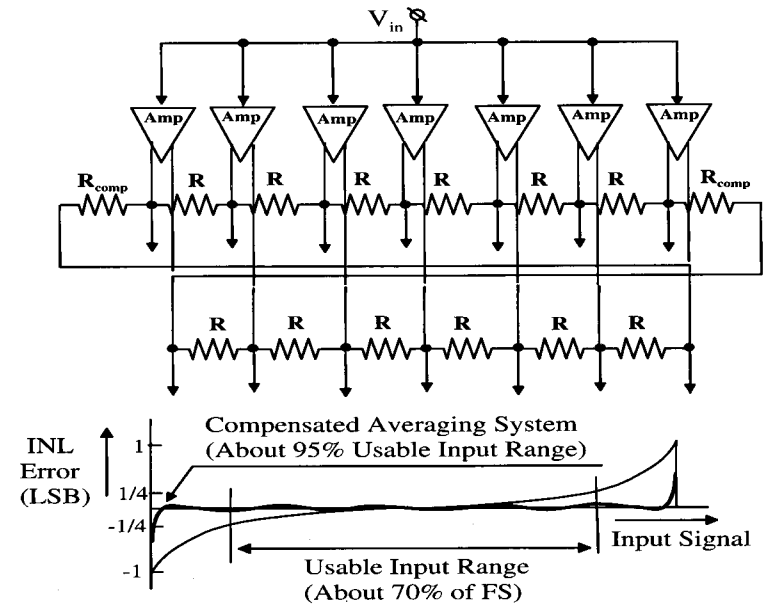 V_in
Amp Amp Amp Amp Amp Amp Amp
R_comp R R R R R R R_comp
R R R R R R
Compensated Averaging System
(About 95% Usable Input Range)
INL
Error
(LSB)
1
1/4
-1/4
-1
Input Signal
Usable Input Range
(About 70% of FS)